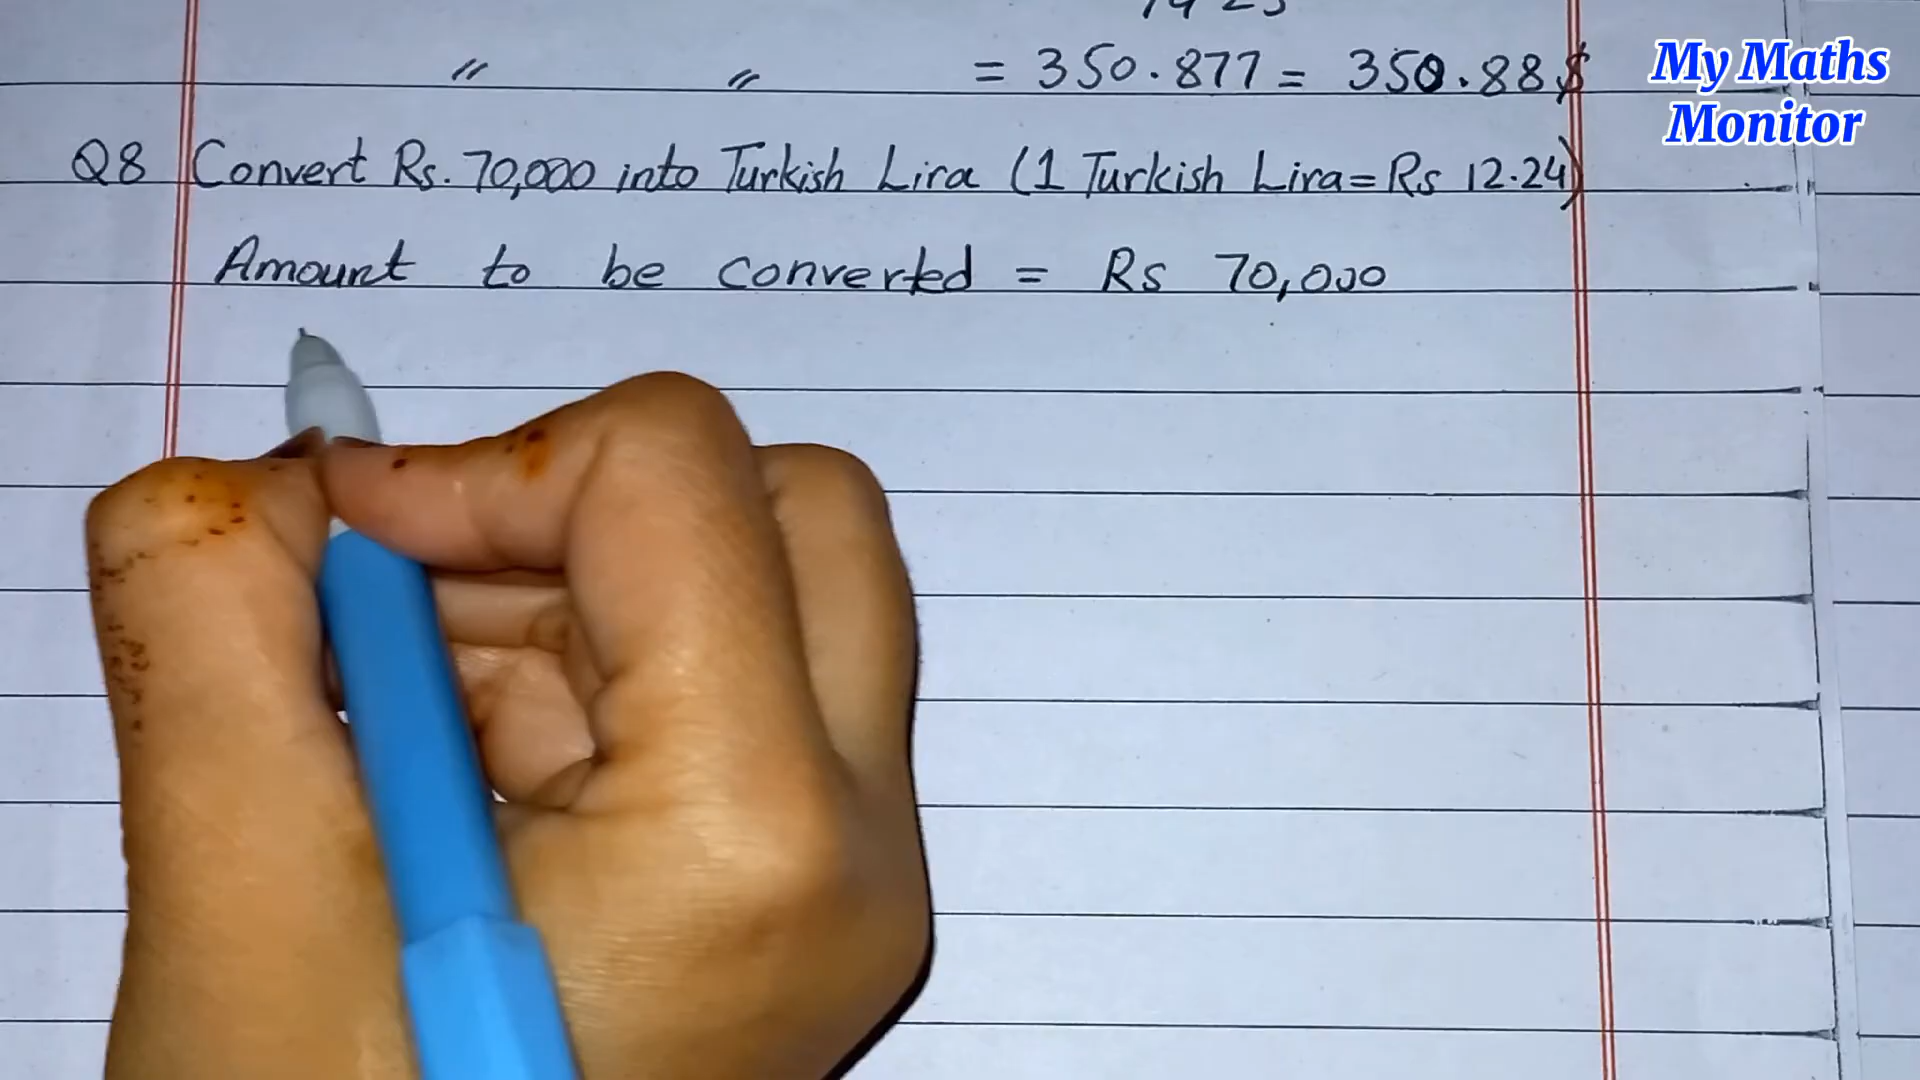 〃 〃 = 350.877 = 350.88$
My Maths
Monitor
Q8 Convert Rs. 70,000 into Turkish Lira (1 Turkish Lira = Rs 12.24)
Amount to be converted = Rs 70,000